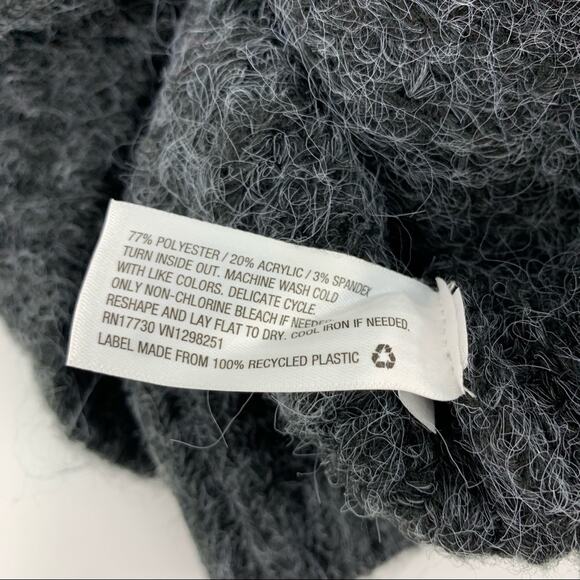 77% POLYESTER / 20% ACRYLIC / 3% SPANDEX
TURN INSIDE OUT. MACHINE WASH COLD
WITH LIKE COLORS. DELICATE CYCLE
ONLY NON-CHLORINE BLEACH IF NEEDED.
RESHAPE AND LAY FLAT TO DRY. COOL IRON IF NEEDED.
RN17730 VN1298251
LABEL MADE FROM 100% RECYCLED PLASTIC